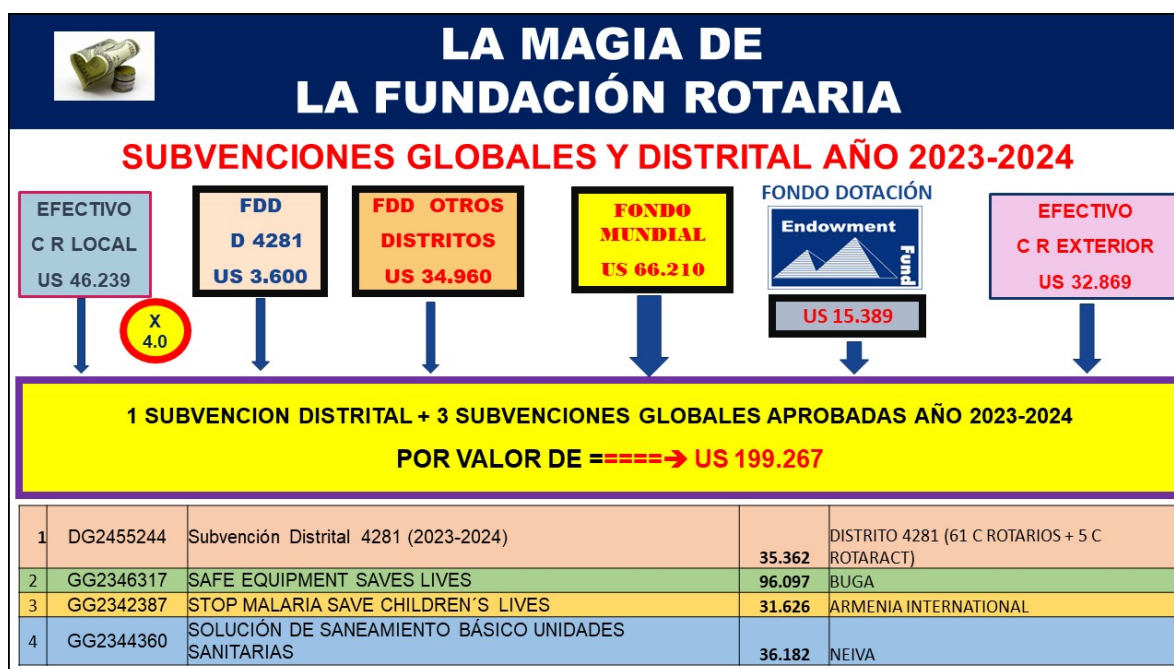 LA MAGIA DE
LA FUNDACIÓN ROTARIA
SUBVENCIONES GLOBALES Y DISTRITAL AÑO 2023-2024
EFECTIVO
C R LOCAL
US 46.239
X
4.0
FDD
D 4281
US 3.600
FDD OTROS
DISTRITOS
US 34.960
FONDO
MUNDIAL
US 66.210
FONDO DOTACIÓN
Endowment
Fund
US 15.389
EFECTIVO
C R EXTERIOR
US 32.869
1 SUBVENCION DISTRITAL + 3 SUBVENCIONES GLOBALES APROBADAS AÑO 2023-2024
POR VALOR DE =====➔ US 199.267
1 DG2455244 Subvención Distrital 4281 (2023-2024) 35.362 DISTRITO 4281 (61 C ROTARIOS + 5 C
ROTARACT)
2 GG2346317 SAFE EQUIPMENT SAVES LIVES 96.097 BUGA
3 GG2342387 STOP MALARIA SAVE CHILDREN´S LIVES 31.626 ARMENIA INTERNATIONAL
4 GG2344360 SOLUCIÓN DE SANEAMIENTO BÁSICO UNIDADES
SANITARIAS 36.182 NEIVA